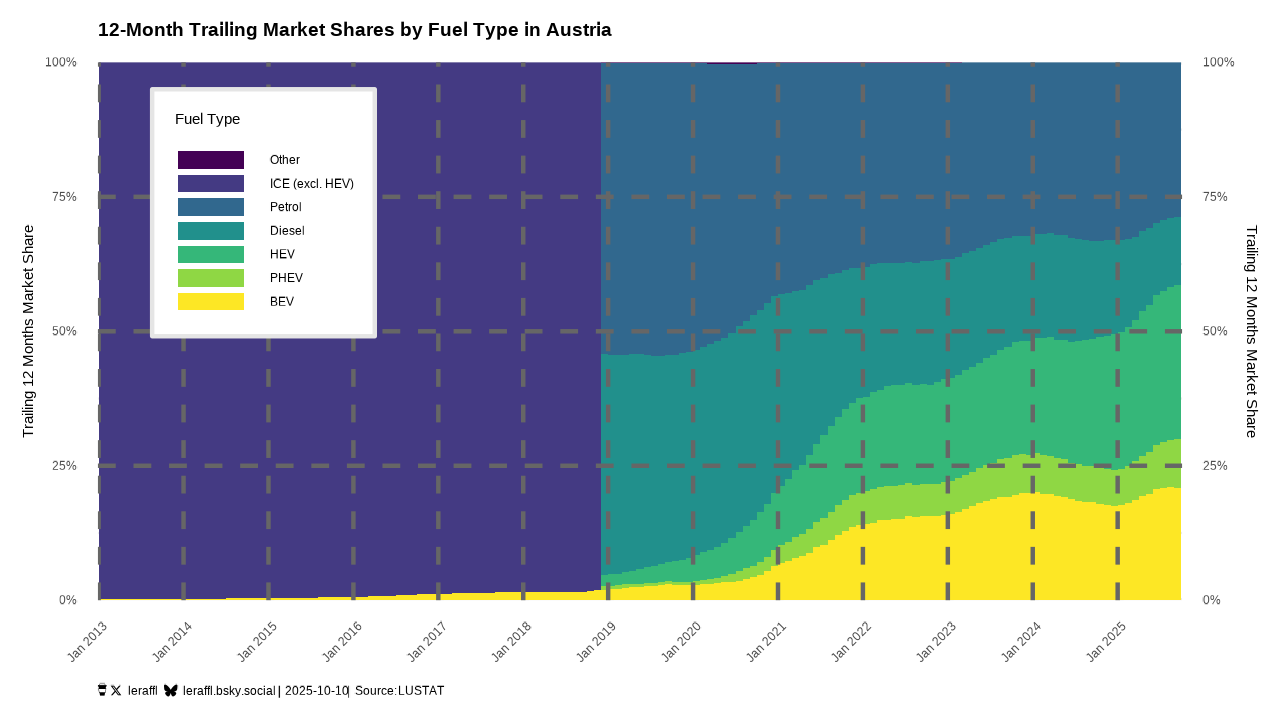 12-Month Trailing Market Shares by Fuel Type in Austria
100%
75%
50%
25%
0%
100%
75%
50%
25%
0%
Trailing 12 Months Market Share
Trailing 12 Months Market Share
Fuel Type
Other
ICE (excl. HEV)
Petrol
Diesel
HEV
PHEV
BEV
Jan 2013
Jan 2014
Jan 2015
Jan 2016
Jan 2017
Jan 2018
Jan 2019
Jan 2020
Jan 2021
Jan 2022
Jan 2023
Jan 2024
Jan 2025
leraffl leraffl.bsky.social | 2025-10-10 | Source: LUSTAT